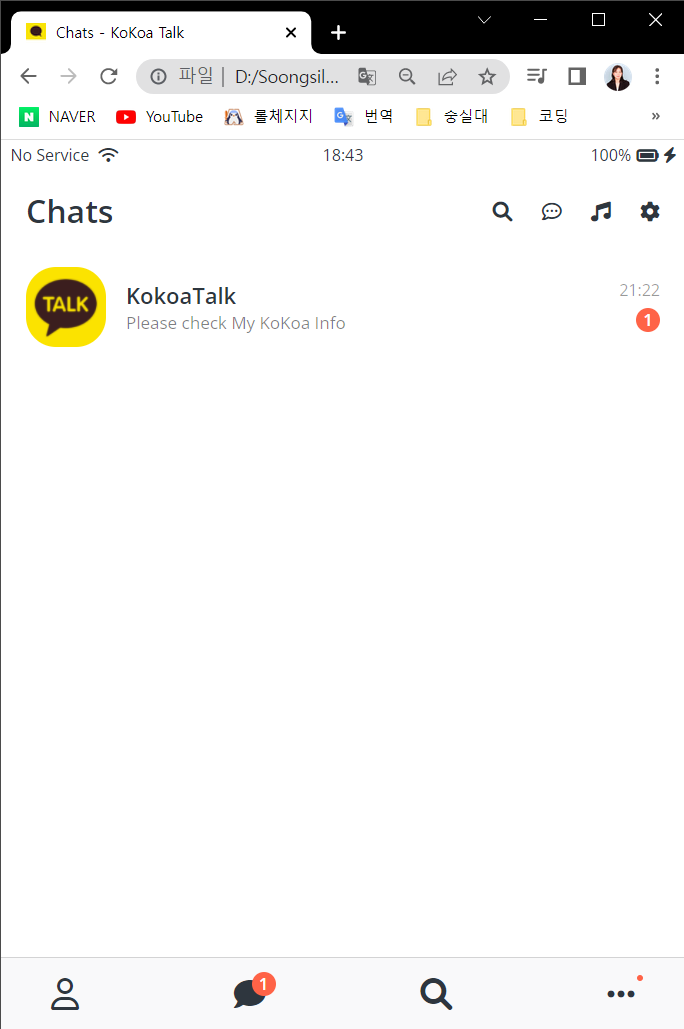 Chats - KoKoa Talk
파일 | D:/Soongsil...
NAVER YouTube 롤체지지 번역 숭실대 코딩 »
No Service 18:43 100%
Chats
TALK
KokoaTalk 21:22
Please check My KoKoa Info 1
1